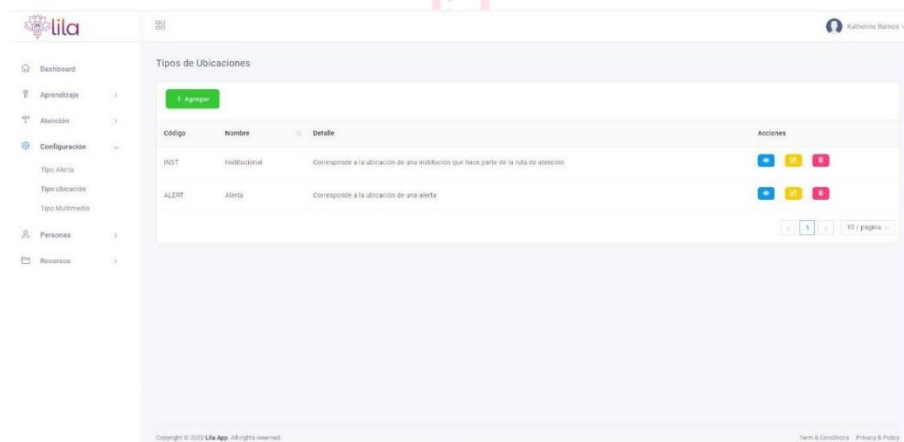 lila
Katherine Ramos
Dashboard
Aprendizaje
Atención
Configuración
Tipo Alerta
Tipo Ubicación
Tipo Multimedia
Personas
Recursos
Tipos de Ubicaciones
+ Agregar
Código Nombre Detalle Acciones
INST Institucional Corresponde a la ubicación de una institución que hace parte de la ruta de atención
ALERT Alerta Corresponde a la ubicación de una alerta
< 1 > 10 / página
Copyright © 2022 Lila App. All rights reserved. Term & Conditions Privacy & Policy